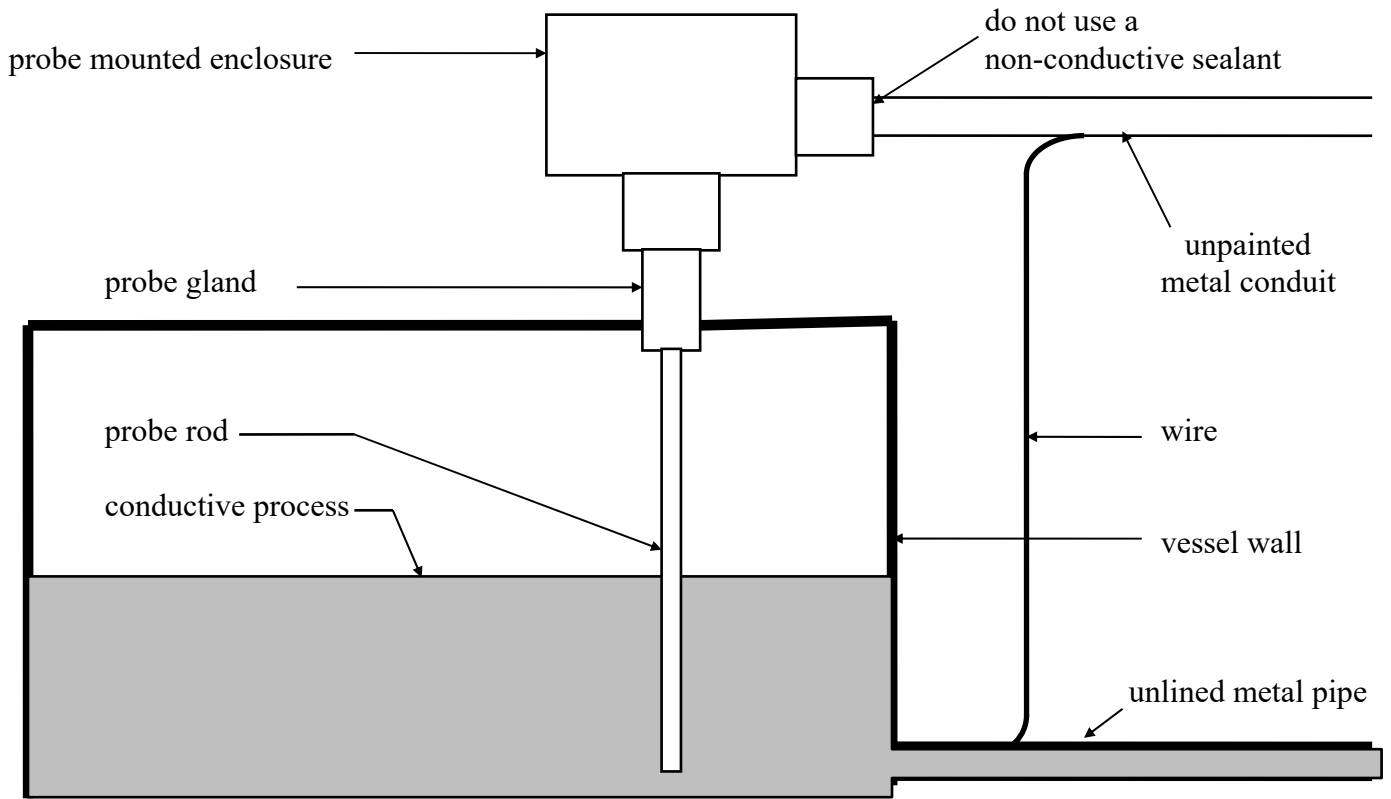 probe mounted enclosure
do not use a
non-conductive sealant
unpainted
metal conduit
probe gland
probe rod
wire
conductive process
vessel wall
unlined metal pipe